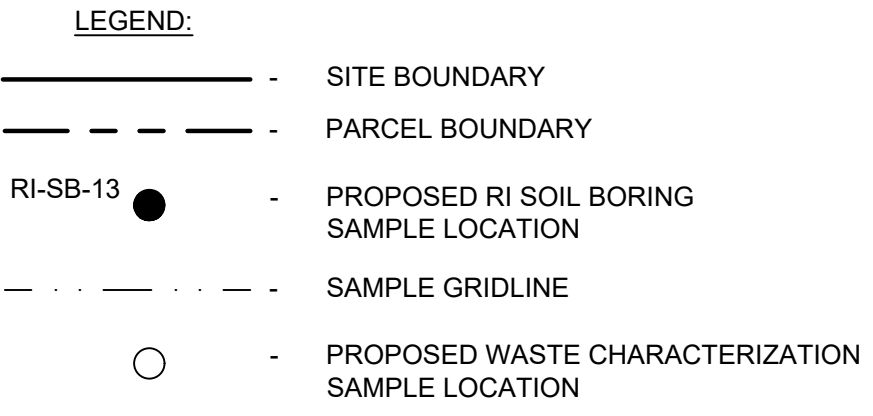 LEGEND:
- SITE BOUNDARY
- PARCEL BOUNDARY
RI-SB-13 - PROPOSED RI SOIL BORING
SAMPLE LOCATION
- SAMPLE GRIDLINE
- PROPOSED WASTE CHARACTERIZATION
SAMPLE LOCATION